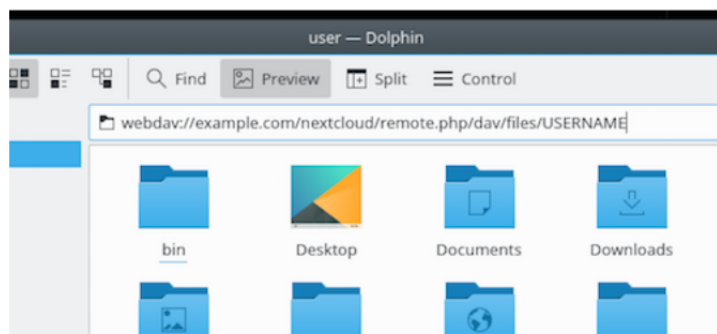 user — Dolphin
Find Preview Split Control
webdav://example.com/nextcloud/remote.php/dav/files/USERNAME
bin Desktop Documents Downloads